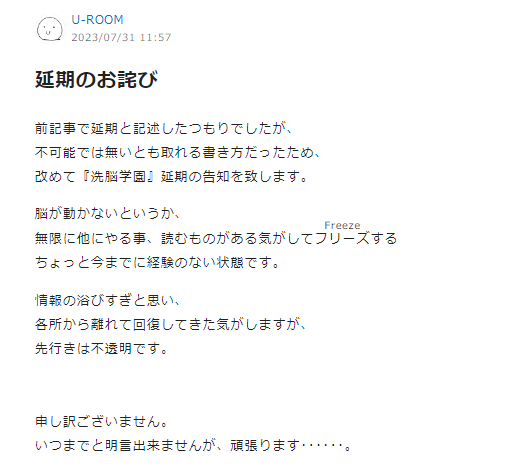 U-ROOM
2023/07/31 11:57
延期のお詫び
前記事で延期と記述したつもりでしたが、
不可能では無いとも取れる書き方だったため、
改めて『洗脳学園』延期の告知を致します。
脳が動かないというか、
Freeze
無限に他にやる事、読むものがある気がしてフリーズする
ちょっと今までに経験のない状態です。
情報の浴びすぎと思い、
各所から離れて回復してきた気がしますが、
先行きは不透明です。
申し訳ございません。
いつまでと明言出来ませんが、頑張ります‥‥‥。